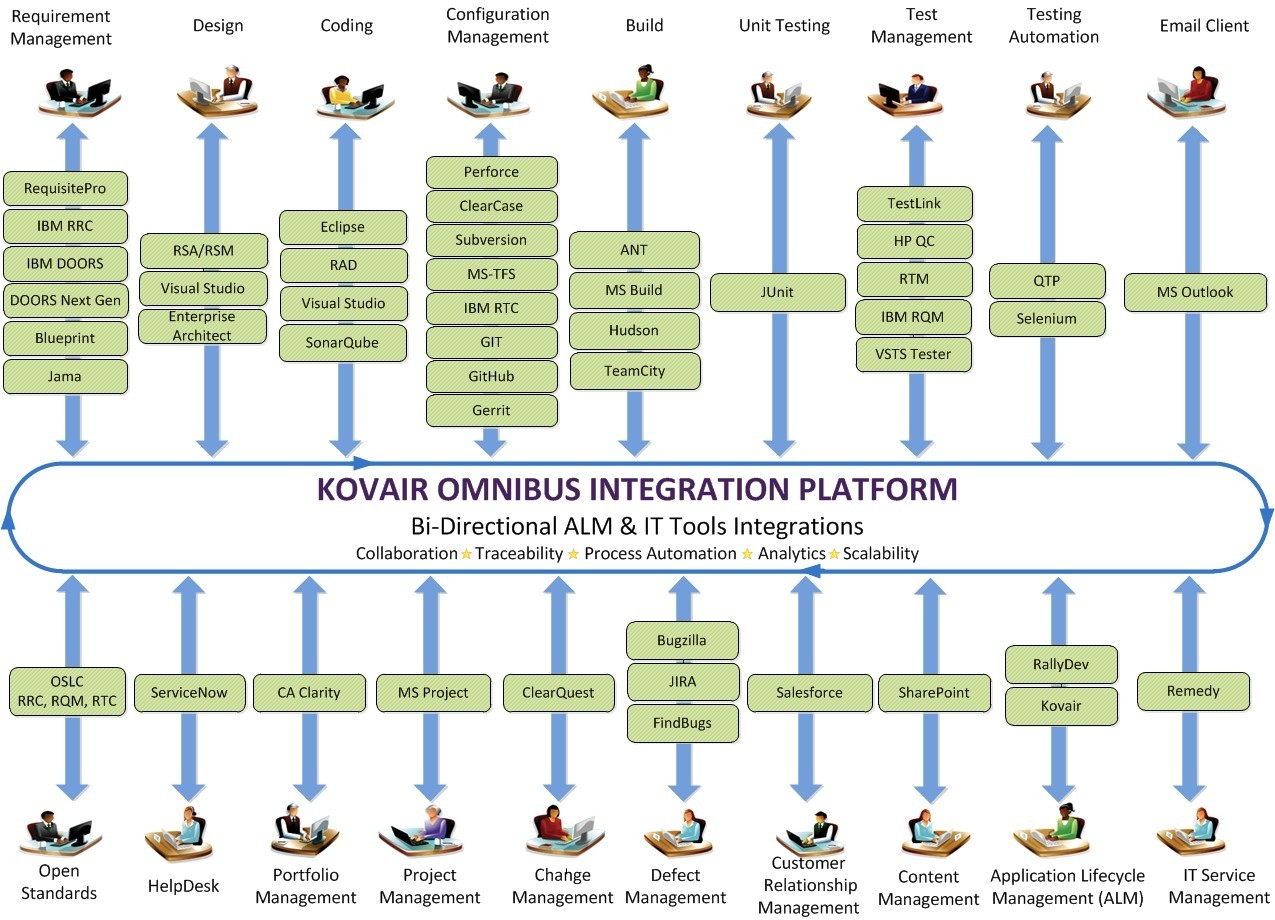 Requirement
Management
Design
Coding
Configuration
Management
Build
Unit Testing
Test
Management
Testing
Automation
Email Client
RequisitePro
IBM RRC
IBM DOORS
DOORS Next Gen
Blueprint
Jama
RSA/RSM
Visual Studio
Enterprise
Architect
Eclipse
RAD
Visual Studio
SonarQube
Perforce
ClearCase
Subversion
MS-TFS
IBM RTC
GIT
GitHub
Gerrit
ANT
MS Build
Hudson
TeamCity
JUnit
TestLink
HP QC
RTM
IBM RQM
VSTS Tester
QTP
Selenium
MS Outlook
KOVAIR OMNIBUS INTEGRATION PLATFORM
Bi-Directional ALM & IT Tools Integrations
Collaboration Traceability Process Automation Analytics Scalability
OSLC
RRC, RQM, RTC
ServiceNow
CA Clarity
MS Project
ClearQuest
Bugzilla
JIRA
FindBugs
Salesforce
SharePoint
RallyDev
Kovair
Remedy
Open
Standards
HelpDesk
Portfolio
Management
Project
Management
Change
Management
Defect
Management
Customer
Relationship
Management
Content
Management
Application Lifecycle
Management (ALM)
IT Service
Management